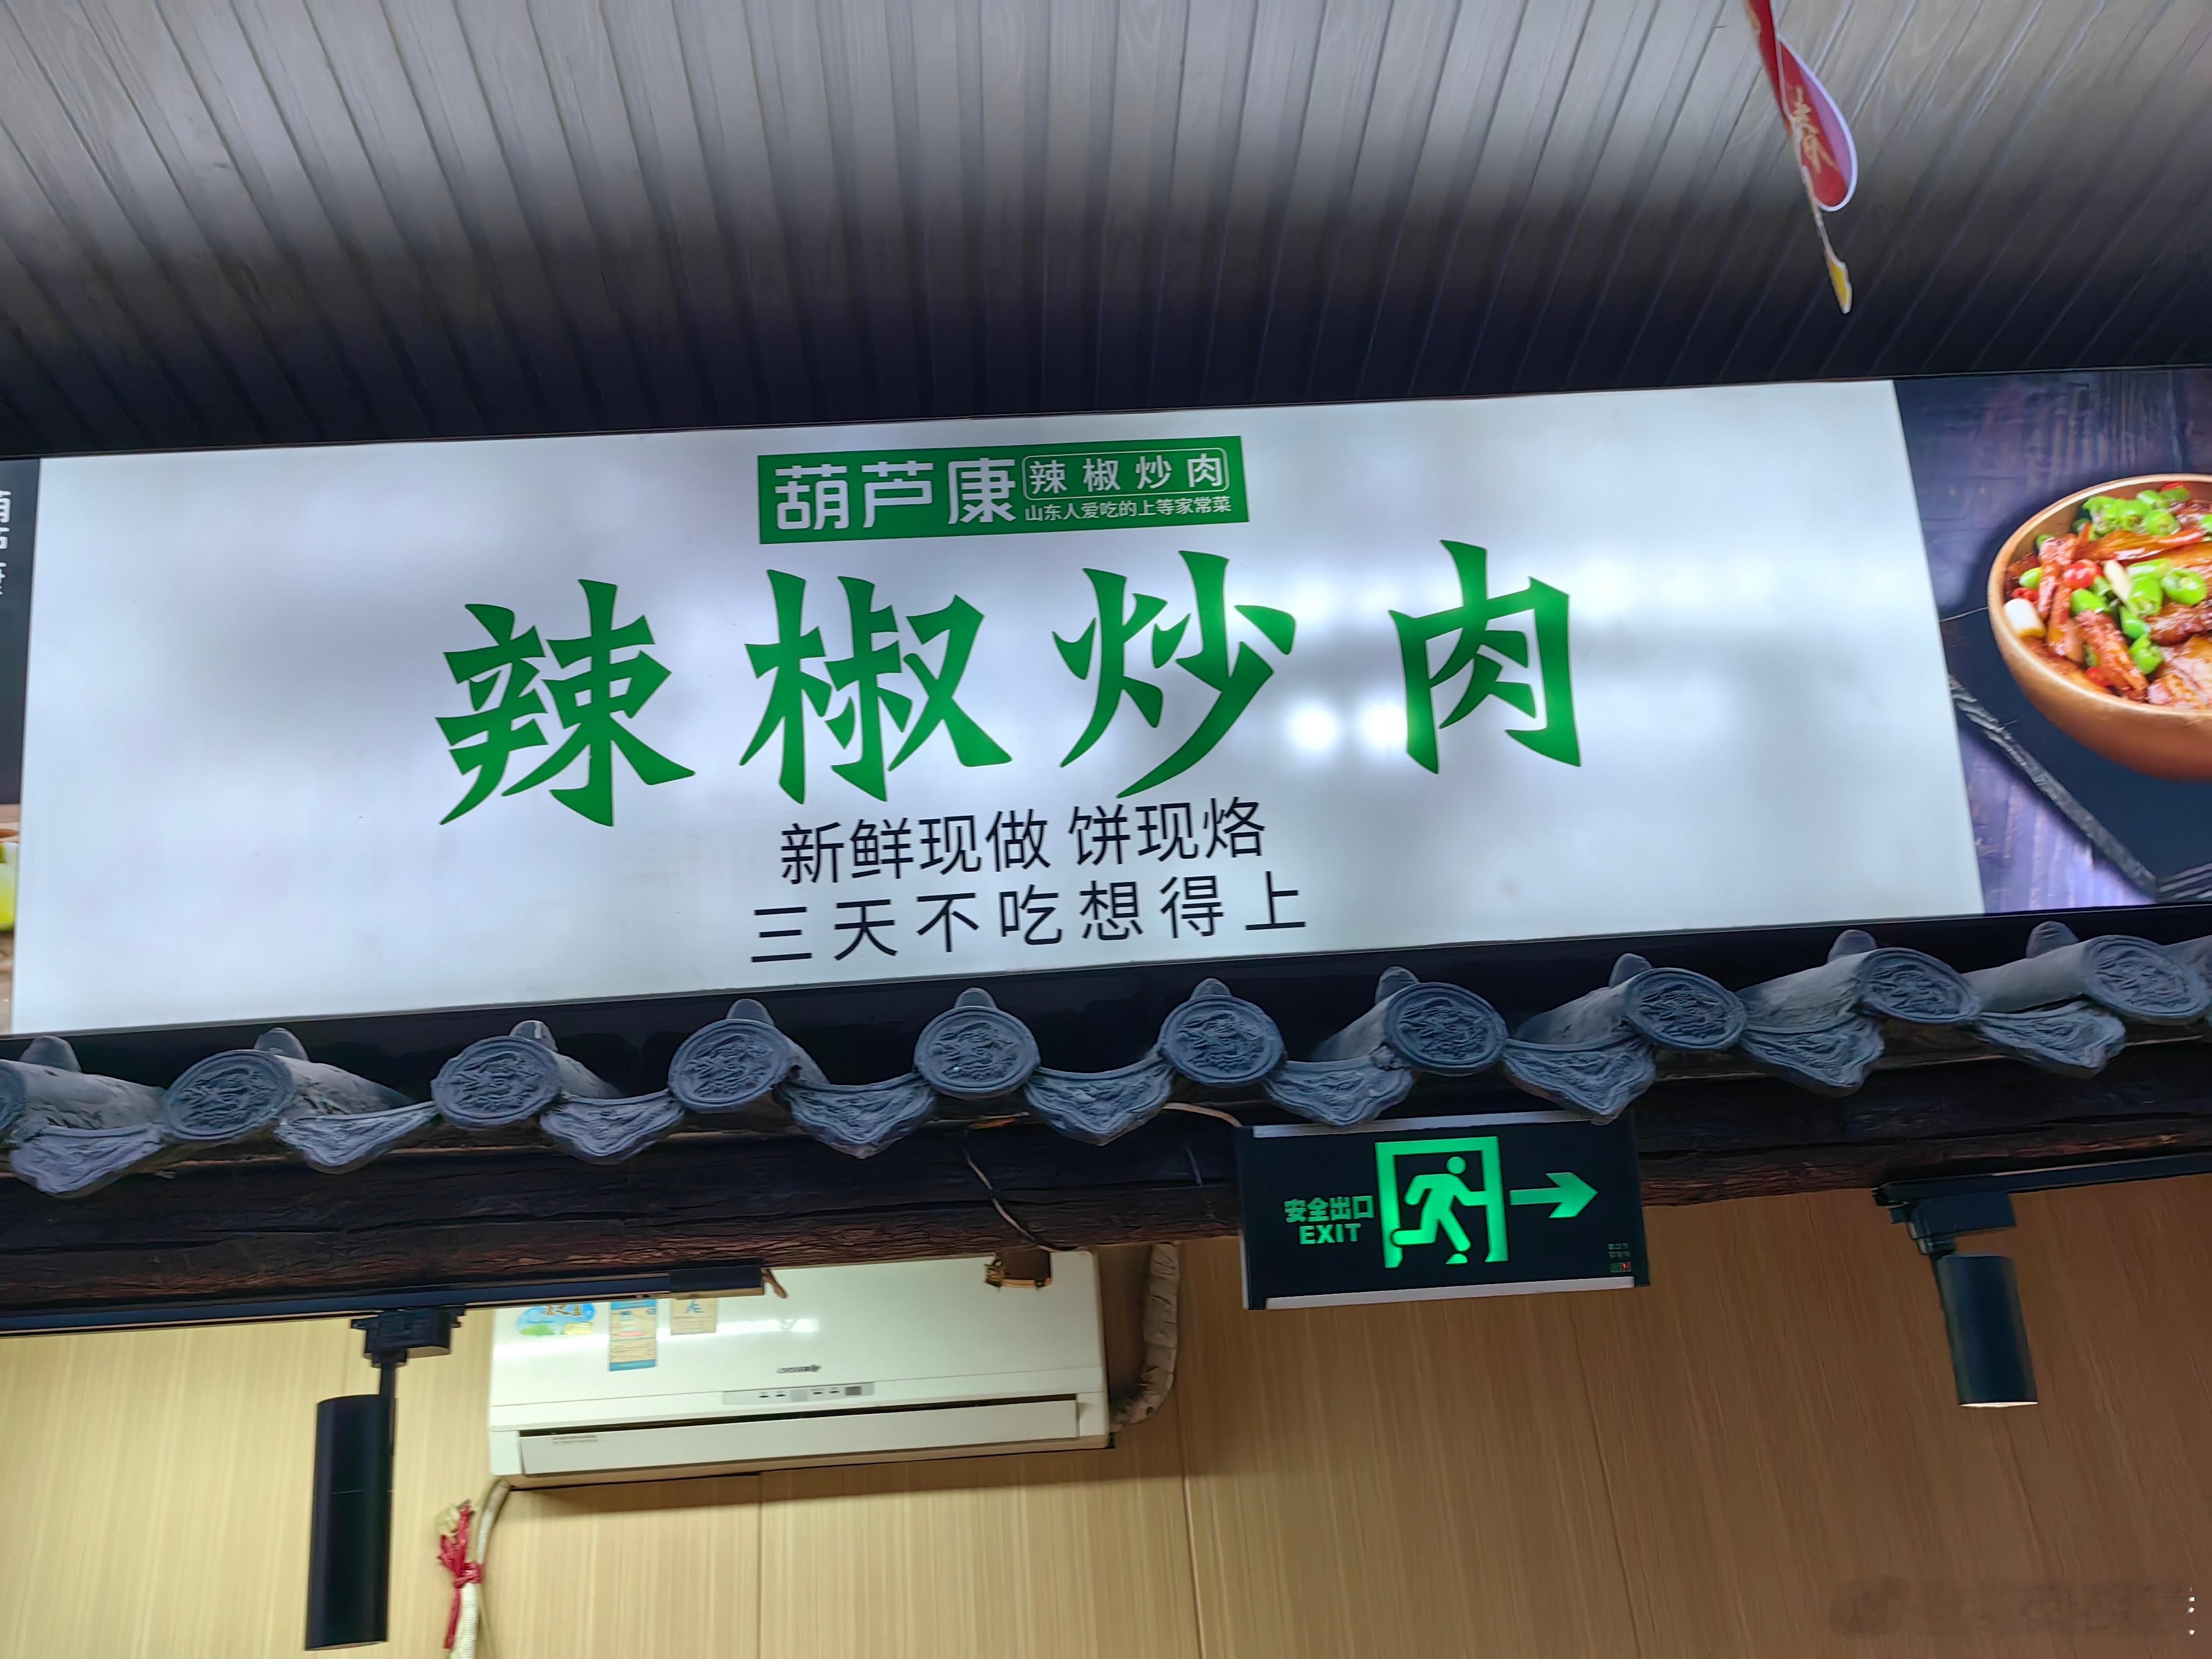 春
葫芦康
辣椒炒肉
山东人爱吃的上等家常菜
辣椒炒肉
新鲜现做 饼现烙
三天不吃想得上
安全出口
EXIT